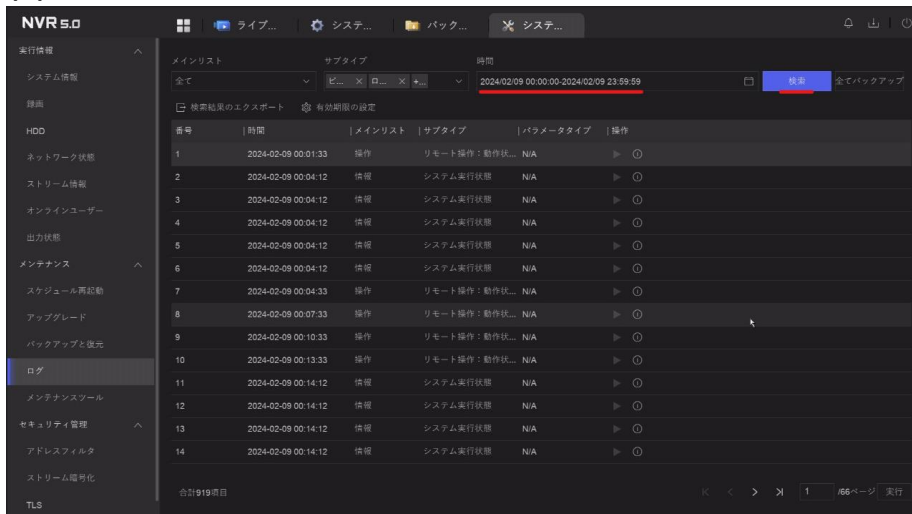 NVR 5.0
ライブ...
システ...
バック...
システ...
実行情報
システム情報
録画
HDD
ネットワーク状態
ストリーム情報
オンラインユーザー
出力状態
メンテナンス
スケジュール再起動
アップグレード
バックアップと復元
ログ
メンテナンスツール
セキュリティ管理
アドレスフィルタ
ストリーム暗号化
TLS
メインリスト サブタイプ 時間
全て ビ... × ロ... × +... 2024/02/09 00:00:00-2024/02/09 23:59:59 検索 全てバックアップ
検索結果のエクスポート 有効期限の設定
番号 | 時間 | メインリスト | サブタイプ | パラメータタイプ | 操作
1 2024-02-09 00:01:33 操作 リモート操作：動作状... N/A
2 2024-02-09 00:04:12 情報 システム実行状態 N/A
3 2024-02-09 00:04:12 情報 システム実行状態 N/A
4 2024-02-09 00:04:12 情報 システム実行状態 N/A
5 2024-02-09 00:04:12 情報 システム実行状態 N/A
6 2024-02-09 00:04:12 情報 システム実行状態 N/A
7 2024-02-09 00:04:33 操作 リモート操作：動作状... N/A
8 2024-02-09 00:07:33 操作 リモート操作：動作状... N/A
9 2024-02-09 00:10:33 操作 リモート操作：動作状... N/A
10 2024-02-09 00:13:33 操作 リモート操作：動作状... N/A
11 2024-02-09 00:14:12 情報 システム実行状態 N/A
12 2024-02-09 00:14:12 情報 システム実行状態 N/A
13 2024-02-09 00:14:12 情報 システム実行状態 N/A
14 2024-02-09 00:14:12 情報 システム実行状態 N/A
合計919項目 1 /66ページ 実行